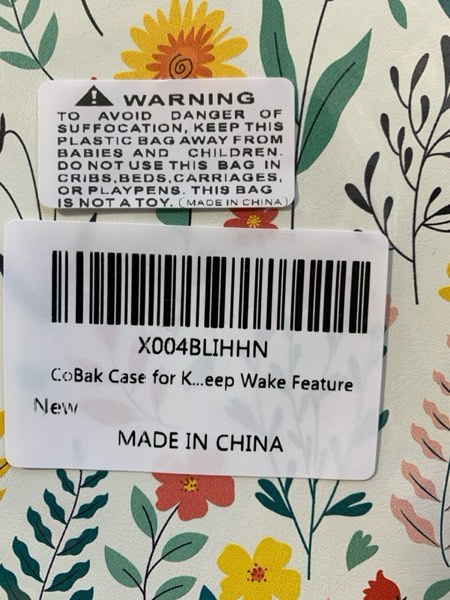 WARNING
TO AVOID DANGER OF
SUFFOCATION, KEEP THIS
PLASTIC BAG AWAY FROM
BABIES AND CHILDREN.
DO NOT USE THIS BAG IN
CRIBS, BEDS, CARRIAGES,
OR PLAYPENS. THIS BAG
IS NOT A TOY. (MADE IN CHINA)
X004BLIHHN
CoBak Case for K...eep Wake Feature
New
MADE IN CHINA